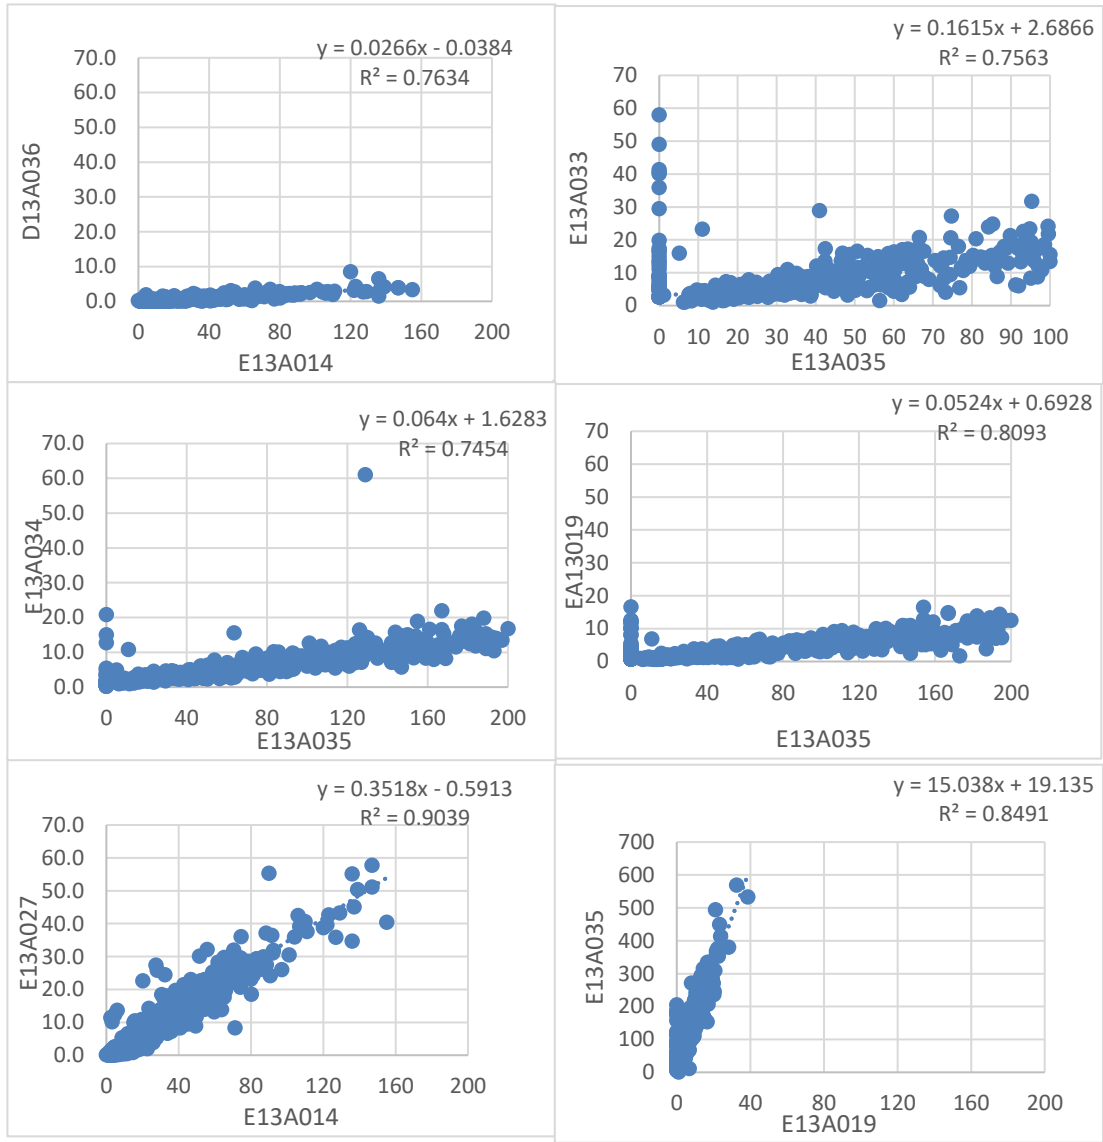 y = 0.0266x - 0.0384
R² = 0.7634
70.0
60.0
50.0
40.0
30.0
20.0
10.0
0.0
D13A036
0 40 80 120 160 200
E13A014
y = 0.1615x + 2.6866
R² = 0.7563
70
60
50
40
30
20
10
0
E13A033
0 10 20 30 40 50 60 70 80 90 100
E13A035
y = 0.064x + 1.6283
R² = 0.7454
70.0
60.0
50.0
40.0
30.0
20.0
10.0
0.0
E13A034
0 40 80 120 160 200
E13A035
y = 0.0524x + 0.6928
R² = 0.8093
70
60
50
40
30
20
10
0
EA13019
0 40 80 120 160 200
E13A035
y = 0.3518x - 0.5913
R² = 0.9039
70.0
60.0
50.0
40.0
30.0
20.0
10.0
0.0
E13A027
0 40 80 120 160 200
E13A014
y = 15.038x + 19.135
R² = 0.8491
700
600
500
400
300
200
100
0
E13A035
0 40 80 120 160 200
E13A019